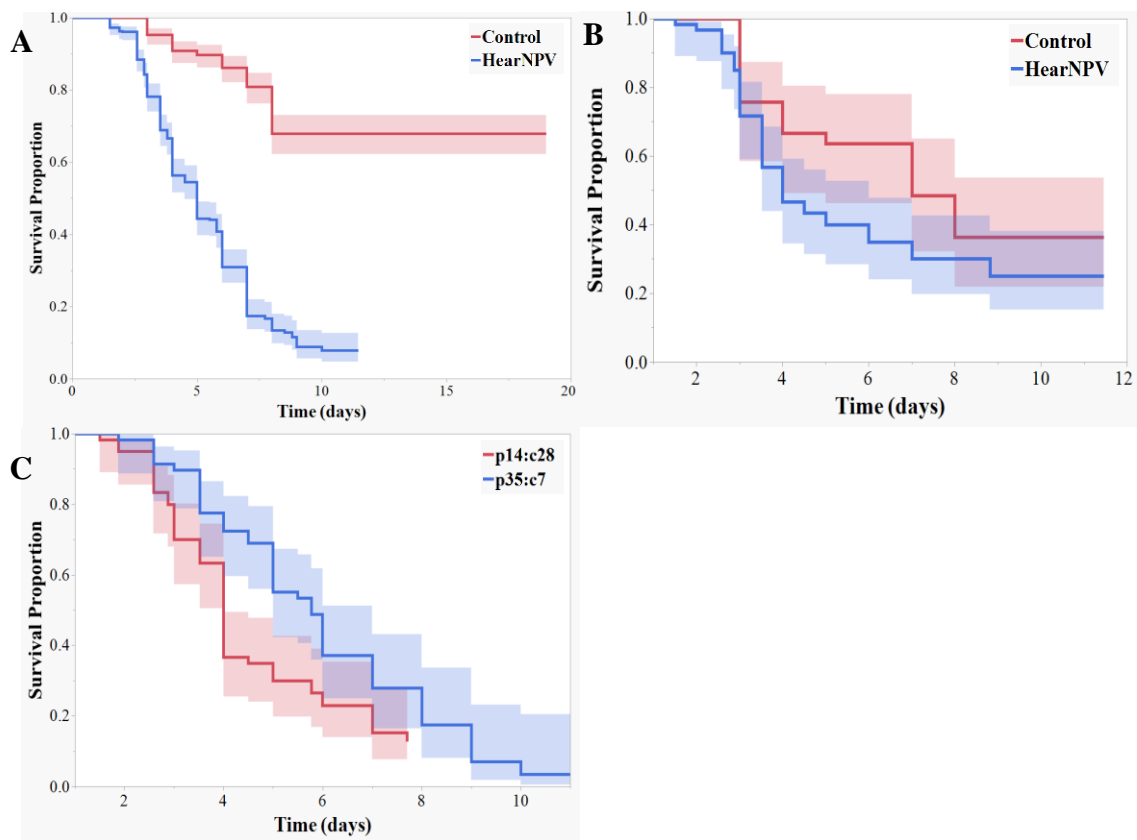 A
Control
HearNPV
Survival Proportion
1.0
0.8
0.6
0.4
0.2
0.0
0 5 10 15 20
Time (days)
B
Control
HearNPV
Survival Proportion
1.0
0.8
0.6
0.4
0.2
0.0
2 4 6 8 10 12
Time (days)
C
p14:c28
p35:c7
Survival Proportion
1.0
0.8
0.6
0.4
0.2
0.0
2 4 6 8 10
Time (days)